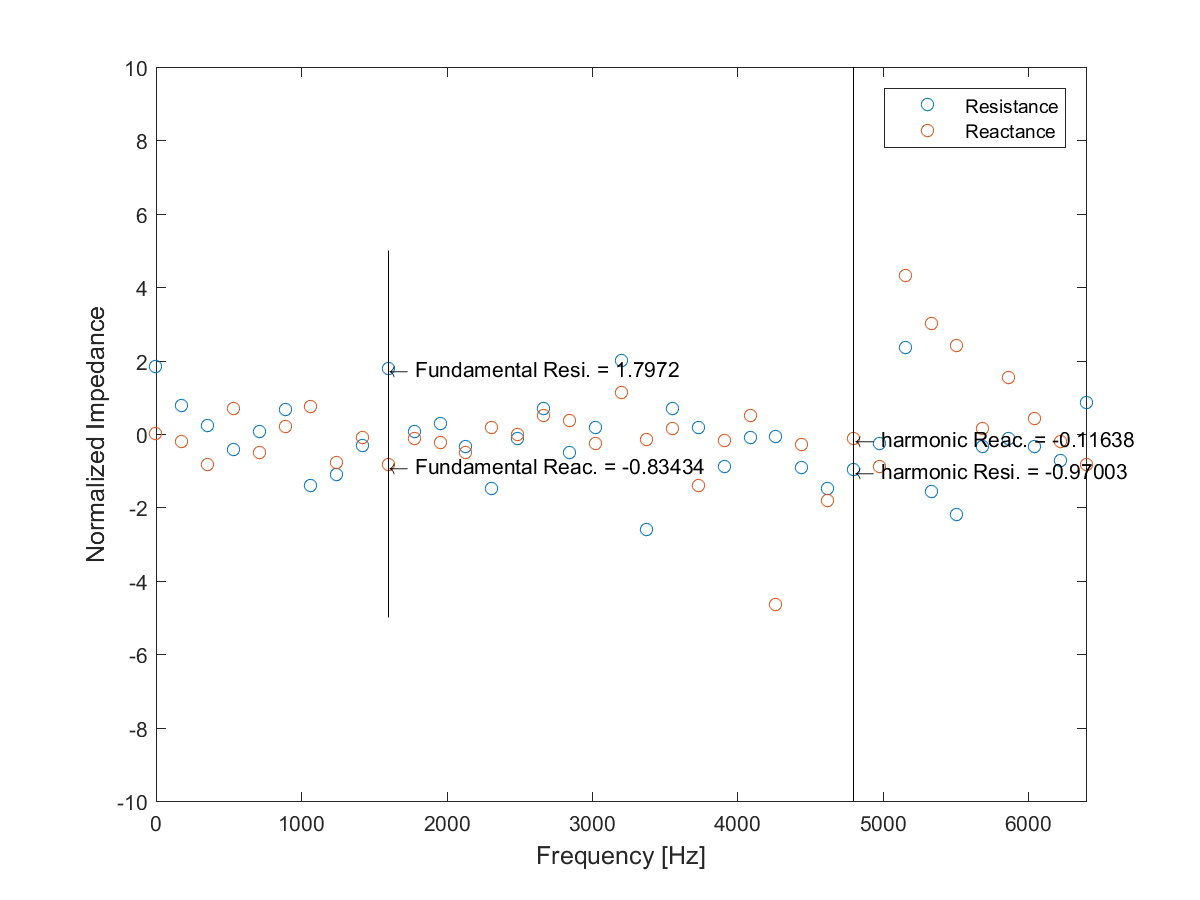 10
8
6
4
2
0
-2
-4
-6
-8
-10
Normalized Impedance
Resistance
Reactance
Fundamental Resi. = 1.7972
Fundamental Reac. = -0.83434
harmonic Reac. = -0.11638
harmonic Resi. = -0.97003
0
1000
2000
3000
4000
5000
6000
Frequency [Hz]